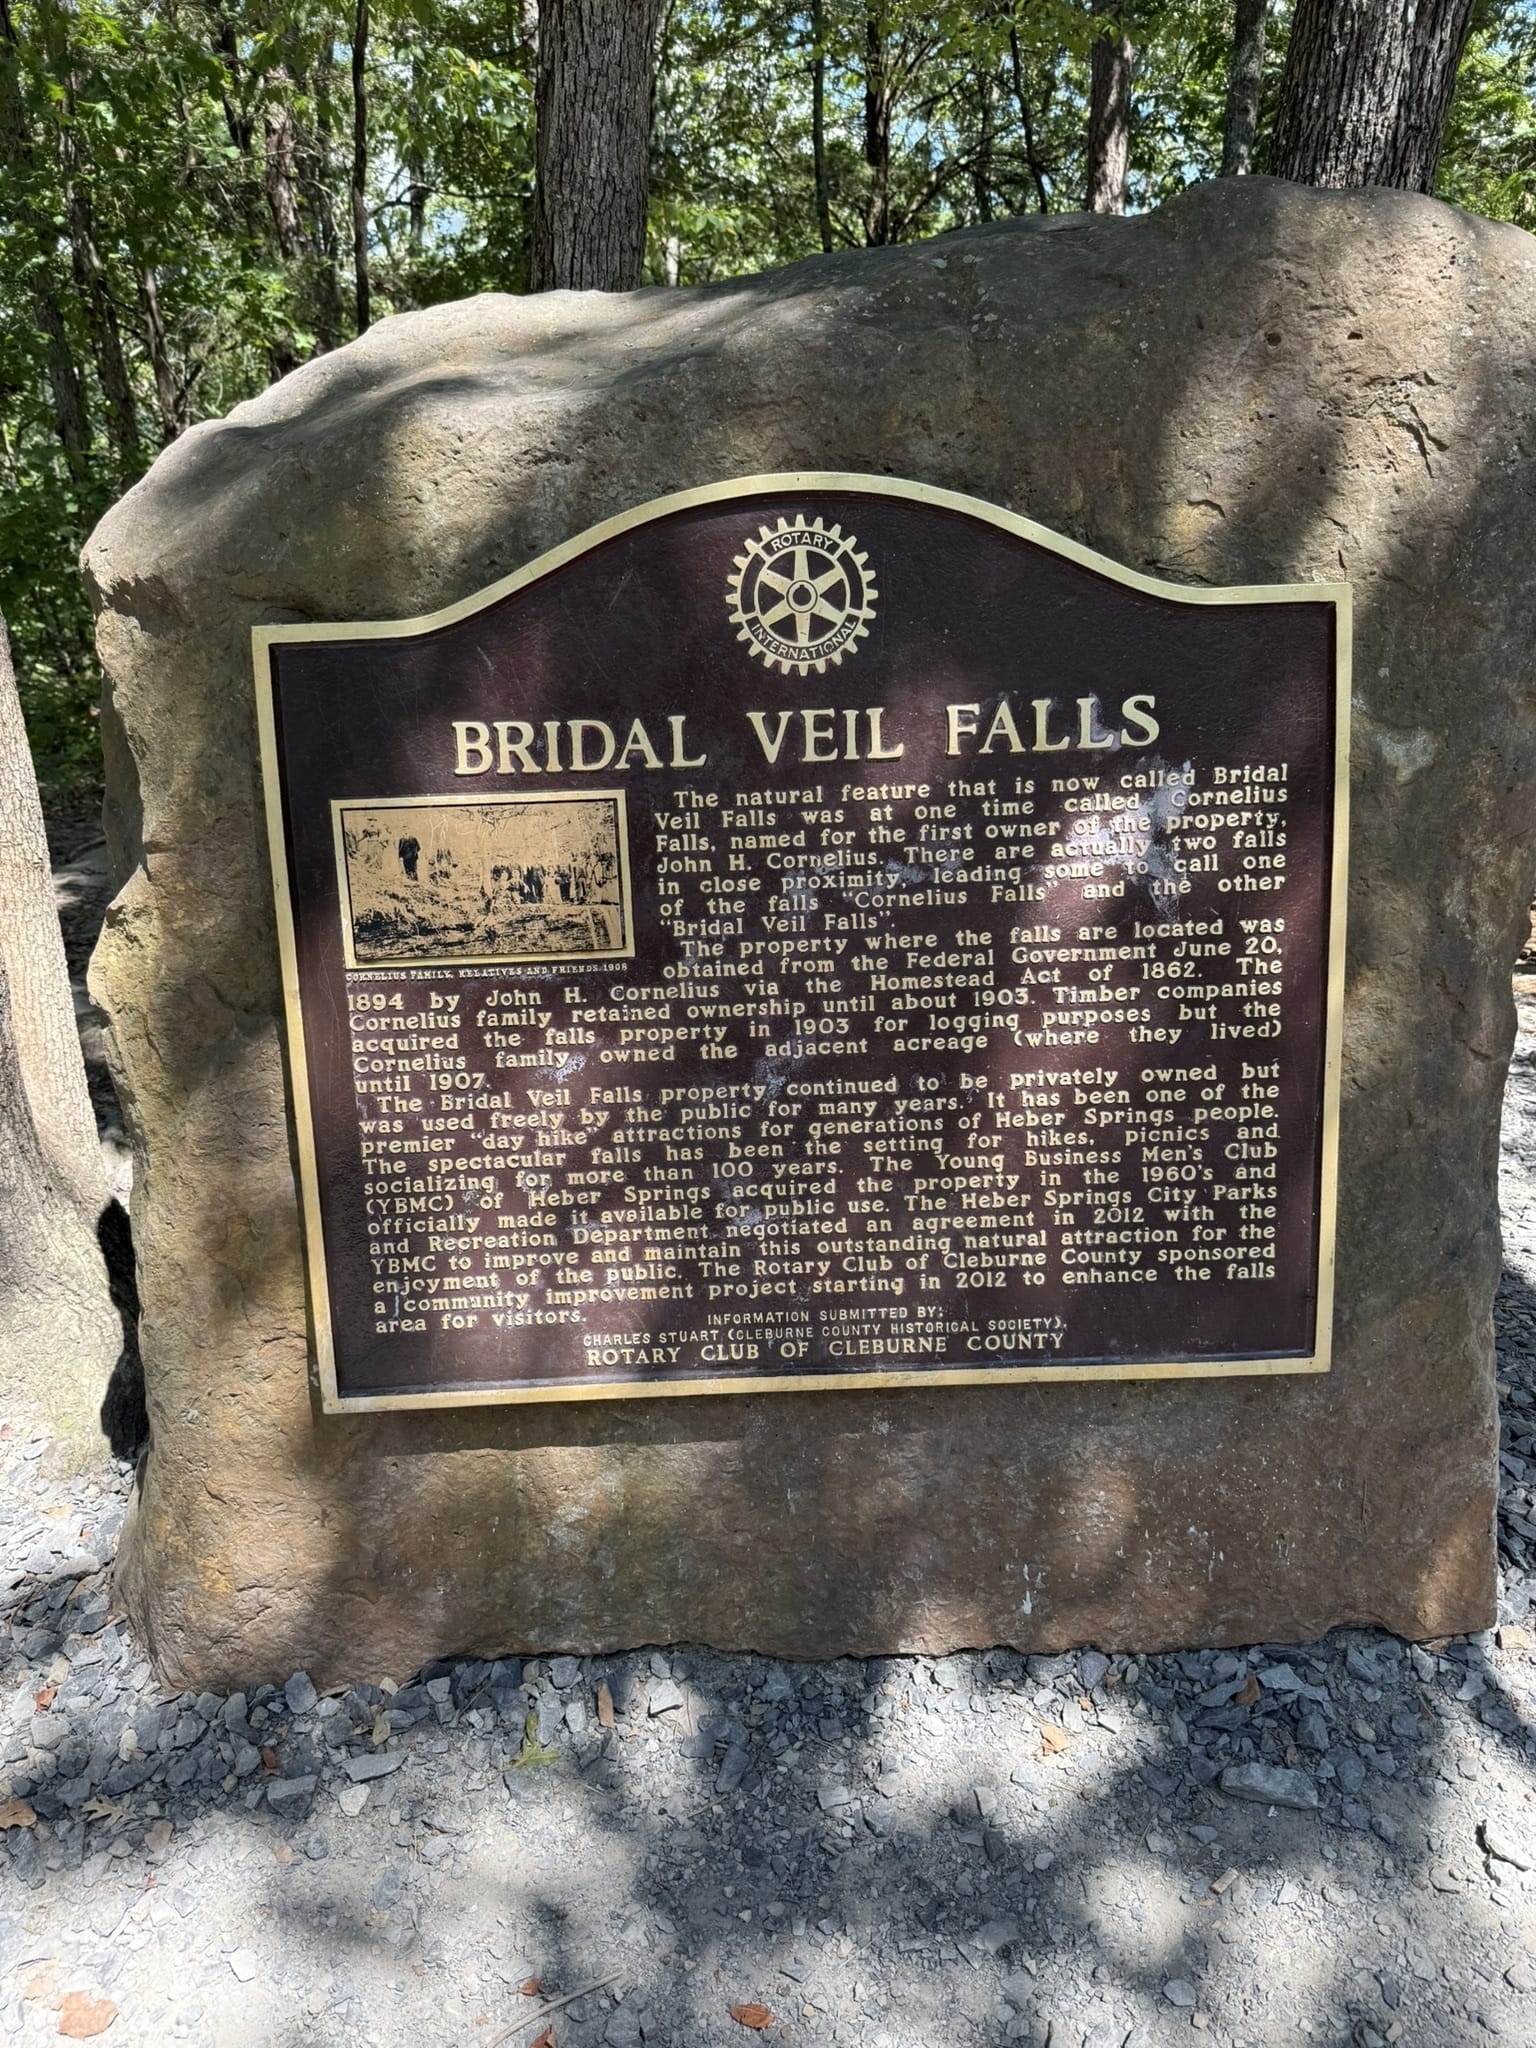 ROTARY
INTERNATIONAL
BRIDAL VEIL FALLS
The natural feature that is now called Bridal
Veil Falls was at one time called Cornelius
Falls, named for the first owner of the property,
John H. Cornelius. There are actually two falls
in close proximity, leading some to call one
of the falls "Cornelius Falls" and the other
"Bridal Veil Falls".
CORNELIUS FAMILY, RELATIVES AND FRIENDS 1908
The property where the falls are located was
obtained from the Federal Government June 20,
1894 by John H. Cornelius via the Homestead Act of 1862. The
Cornelius family retained ownership until about 1903. Timber companies
acquired the falls property in 1903 for logging purposes but the
Cornelius family owned the adjacent acreage (where they lived)
until 1907.
The Bridal Veil Falls property continued to be privately owned but
was used freely by the public for many years. It has been one of the
premier "day hike" attractions for generations of Heber Springs people.
The spectacular falls has been the setting for hikes, picnics and
socializing for more than 100 years. The Young Business Men's Club
(YBMC) of Heber Springs acquired the property in the 1960's and
officially made it available for public use. The Heber Springs City Parks
and Recreation Department negotiated an agreement in 2012 with the
YBMC to improve and maintain this outstanding natural attraction for the
enjoyment of the public. The Rotary Club of Cleburne County sponsored
a community improvement project starting in 2012 to enhance the falls
area for visitors.
INFORMATION SUBMITTED BY:
CHARLES STUART (CLEBURNE COUNTY HISTORICAL SOCIETY),
ROTARY CLUB OF CLEBURNE COUNTY